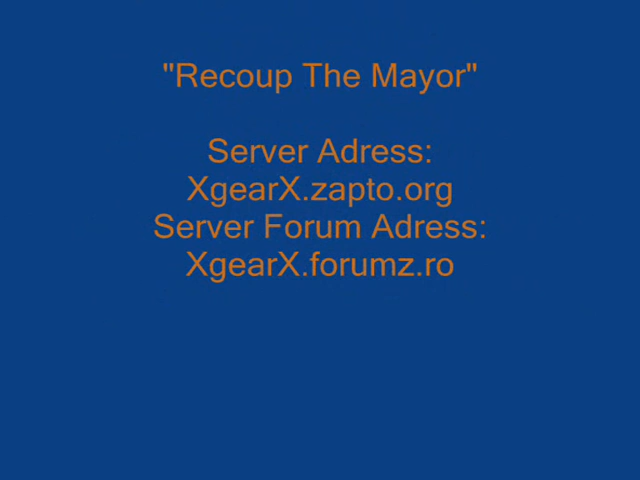 "Recoup The Mayor"
Server Adress:
XgearX.zapto.org
Server Forum Adress:
XgearX.forumz.ro